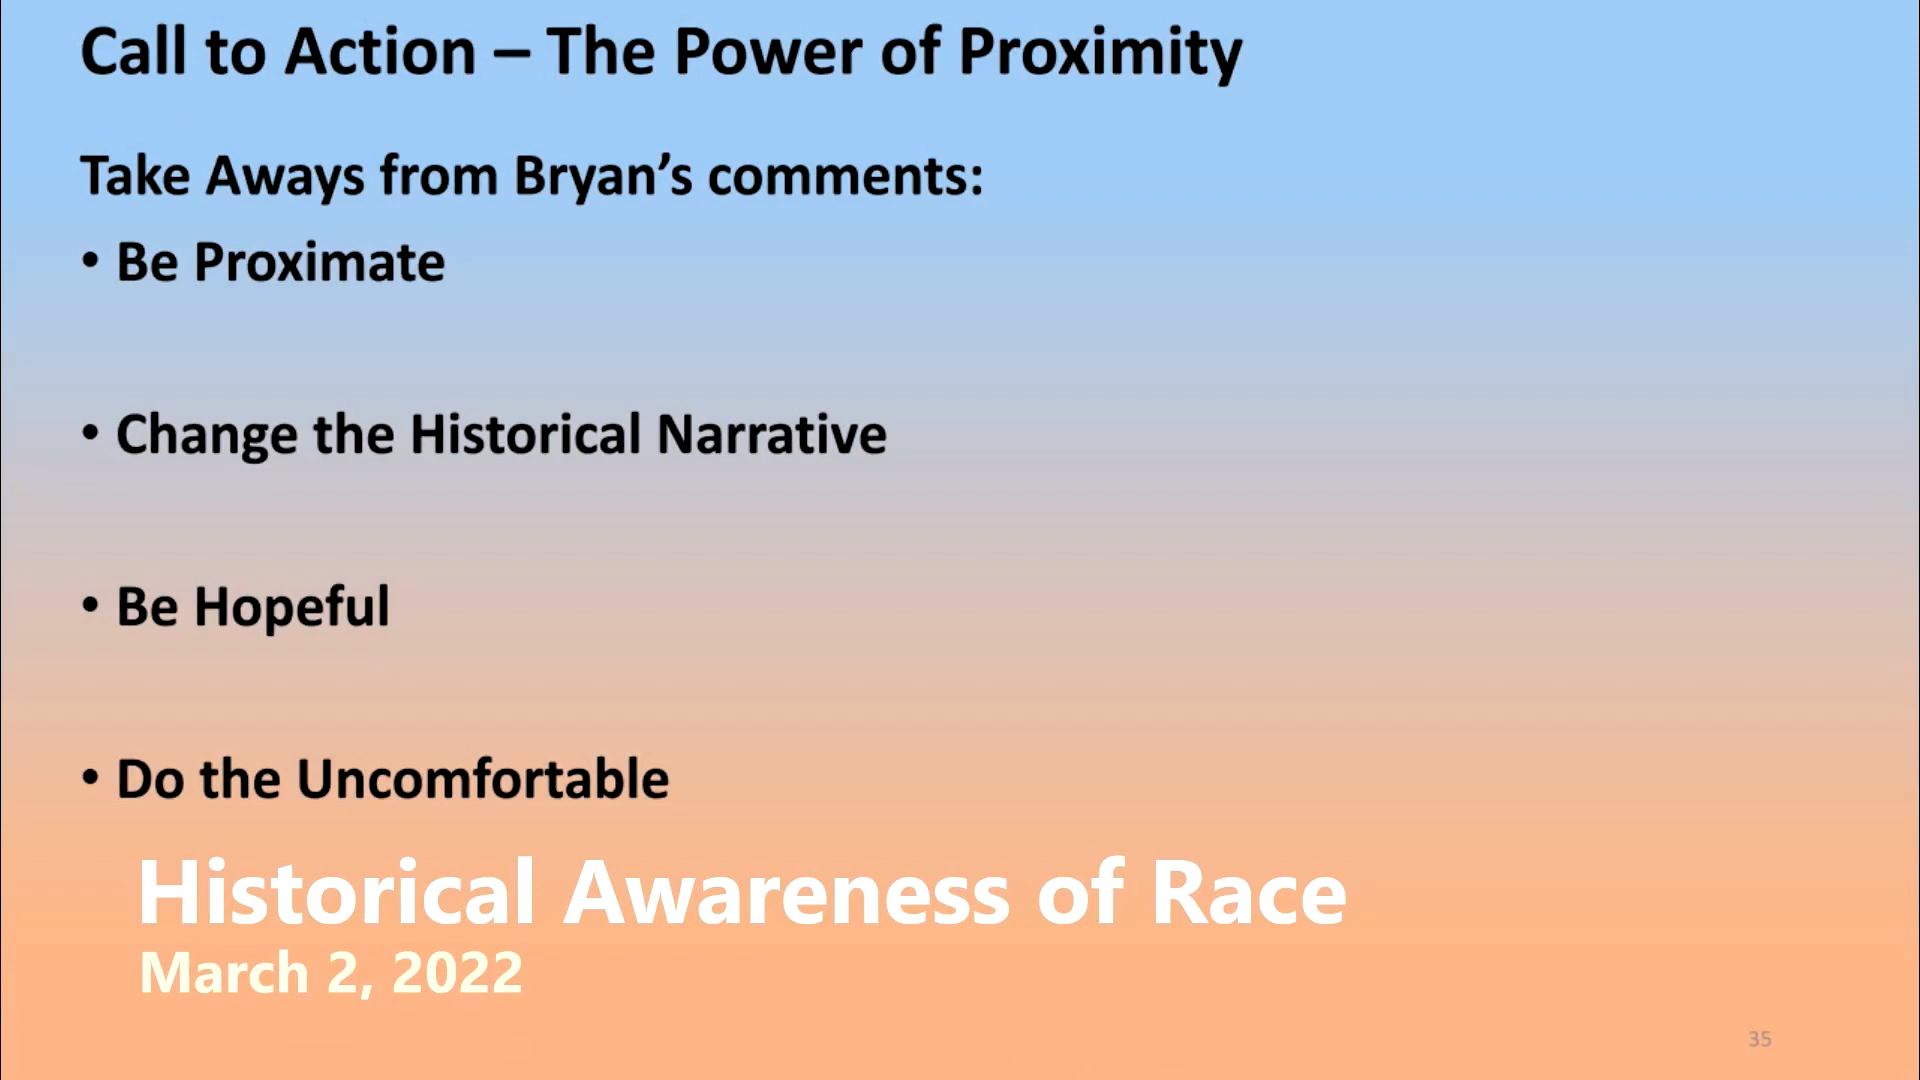 Call to Action – The Power of Proximity
Take Aways from Bryan’s comments:
• Be Proximate
• Change the Historical Narrative
• Be Hopeful
• Do the Uncomfortable
Historical Awareness of Race
March 2, 2022
35